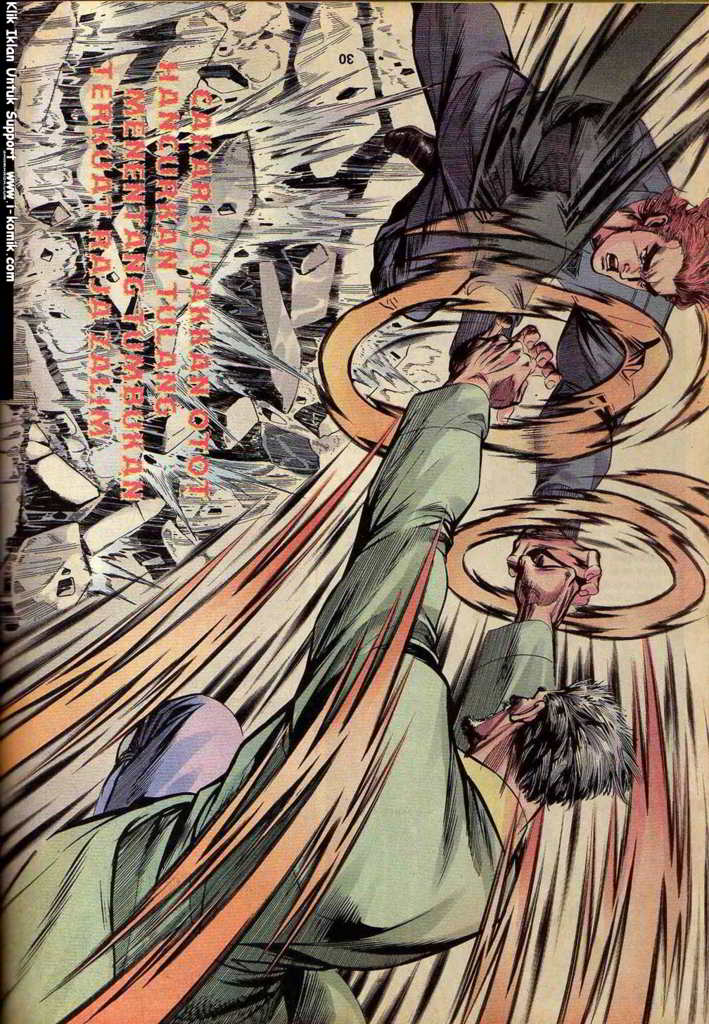 CAKAR KOYAKKAN OTOT
HANCURKAN TULANG
MENENTANG TUMBUKAN
TERKUAT RAJA ZALIM
30
Klik Iklan Untuk Support www.i-komik.com